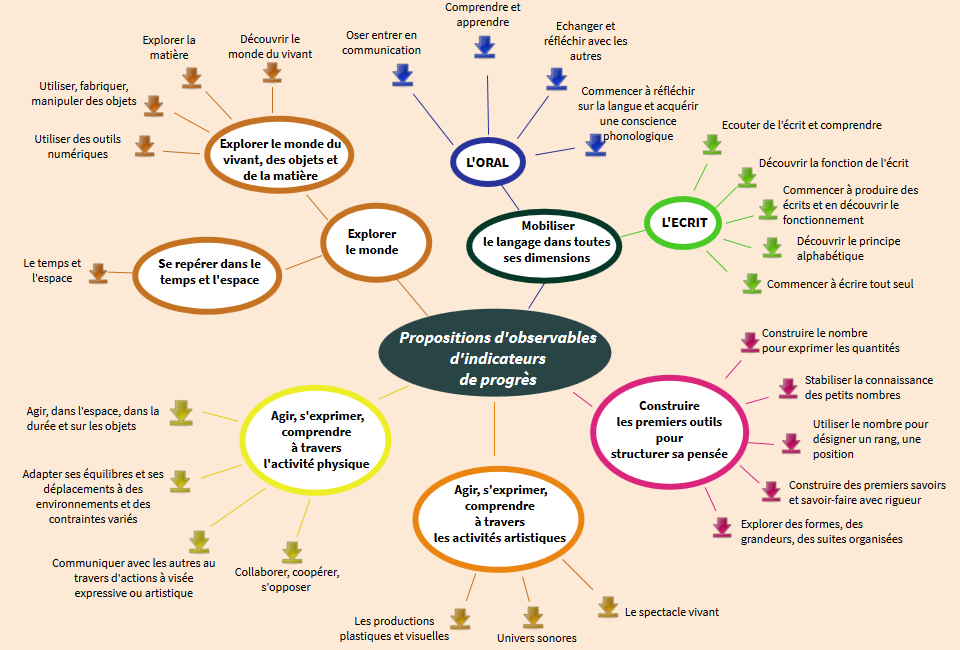 Comprendre et
apprendre
Oser entrer en
communication
Echanger et
réfléchir avec les
autres
Commencer à réfléchir
sur la langue et acquérir
une conscience
phonologique
L'ORAL
Explorer la
matière
Découvrir le
monde du vivant
Utiliser, fabriquer,
manipuler des objets
Utiliser des outils
numériques
Explorer le monde du
vivant, des objets et
de la matière
Explorer
le monde
Se repérer dans le
temps et l'espace
Le temps et
l'espace
Mobiliser
le langage dans toutes
ses dimensions
L'ECRIT
Ecouter de l'écrit et comprendre
Découvrir la fonction de l'écrit
Commencer à produire des
écrits et en découvrir le
fonctionnement
Découvrir le principe
alphabétique
Commencer à écrire tout seul
Propositions d'observables
d'indicateurs
de progrès
Construire
les premiers outils
pour
structurer sa pensée
Construire le nombre
pour exprimer les quantités
Stabiliser la connaissance
des petits nombres
Utiliser le nombre pour
désigner un rang, une
position
Construire des premiers savoirs
et savoir-faire avec rigueur
Explorer des formes, des
grandeurs, des suites organisées
Agir, s'exprimer,
comprendre
à travers
l'activité physique
Agir, dans l'espace, dans la
durée et sur les objets
Adapter ses équilibres et ses
déplacements à des
environnements et des
contraintes variés
Communiquer avec les autres au
travers d'actions à visée
expressive ou artistique
Collaborer, coopérer,
s'opposer
Agir, s'exprimer,
comprendre
à travers
les activités artistiques
Les productions
plastiques et visuelles
Univers sonores
Le spectacle vivant